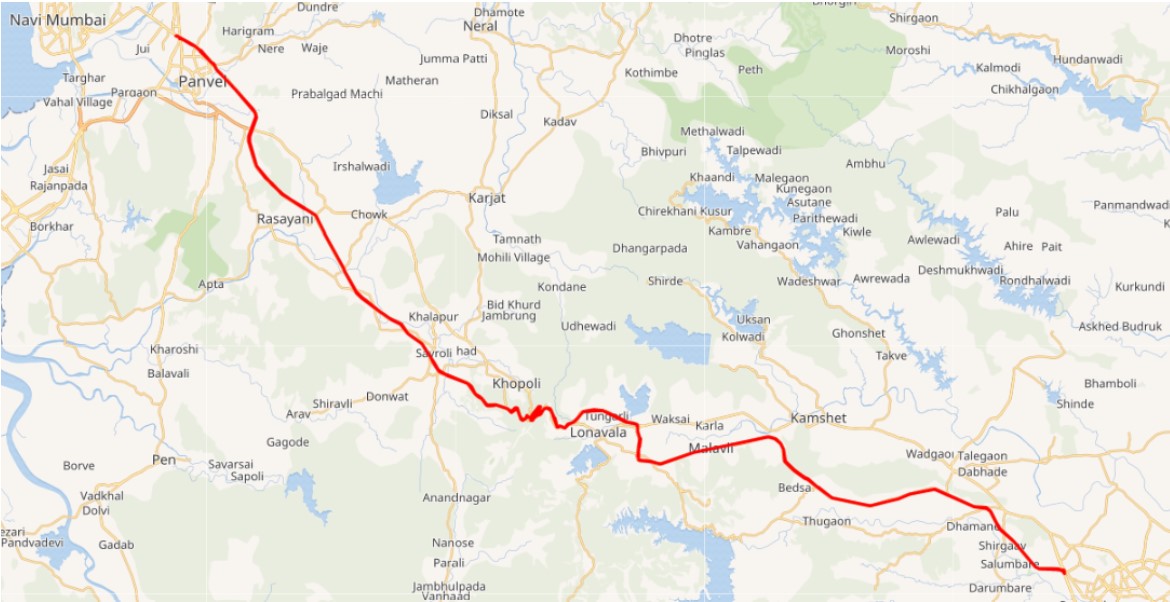 Dhorigh
Dundre
Dhamote
Shirgaon
Navi Mumbai
Neral
Harigram
Dhotre
Jui
Nere
Waje
Pinglas
Moroshi
Jumma Patti
Hundanwadi
Targhar
Panvel
Matheran
Kothimbe
Peth
Kalmodi
Pargaon
Prabalgad Machi
Chikhalgaon
Vahal Village
Diksal
Kadav
Methalwadi
Bhivpuri
Talpewadi
Jasai
Irshalwadi
Ambhu
Ranjanpada
Khaandi
Malegaon
Kunegaon
Karjat
Asutane
Panmandwad
Borkhar
Rasayani
Chowk
Chirekhani Kusur
Parithewadi
Palu
Kambre
Kiwle
Tamnath
Dhangarpada
Vahangaon
Awlewadi
Ahire
Pait
Mohili Village
Deshmukhwadi
Apta
Kondane
Shirde
Wadeshwar
Awrewada
Rondhalwadi
Kurkundi
Bid Khurd
Jambrung
Khalapur
Udhewadi
Uksan
Askhed Budruk
Kolwadi
Ghonshet
Kharoshi
Savroli
had
Takve
Balavali
Khopoli
Bhamboli
Donwat
Shiravli
Shinde
Arav
Tungarli
Waksai
Karla
Kamshet
Lonavala
Gagode
Malavli
Wadgaon
Talegaon
Pen
Savarsai
Dabhade
Borve
Sapoli
Bedsa
Vadkhal
Anandnagar
Dolvi
Thugaon
Dhamane
ezari
Pandvadevi
Gadab
Nanose
Shirgaav
Parali
Salumbare
Jambhulpada
Darumbare
Vanhaad